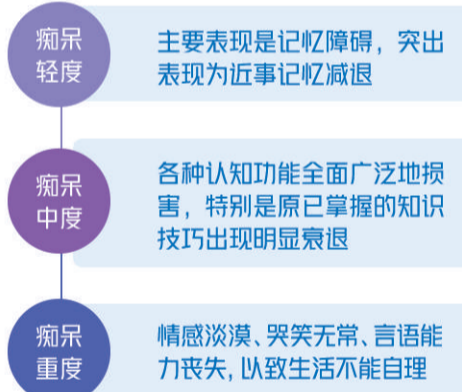 痴呆
轻度
主要表现是记忆障碍，突出
表现为近事记忆减退
痴呆
中度
各种认知功能全面广泛地损
害，特别是原已掌握的知识
技巧出现明显衰退
痴呆
重度
情感淡漠、哭笑无常、言语能
力丧失，以致生活不能自理